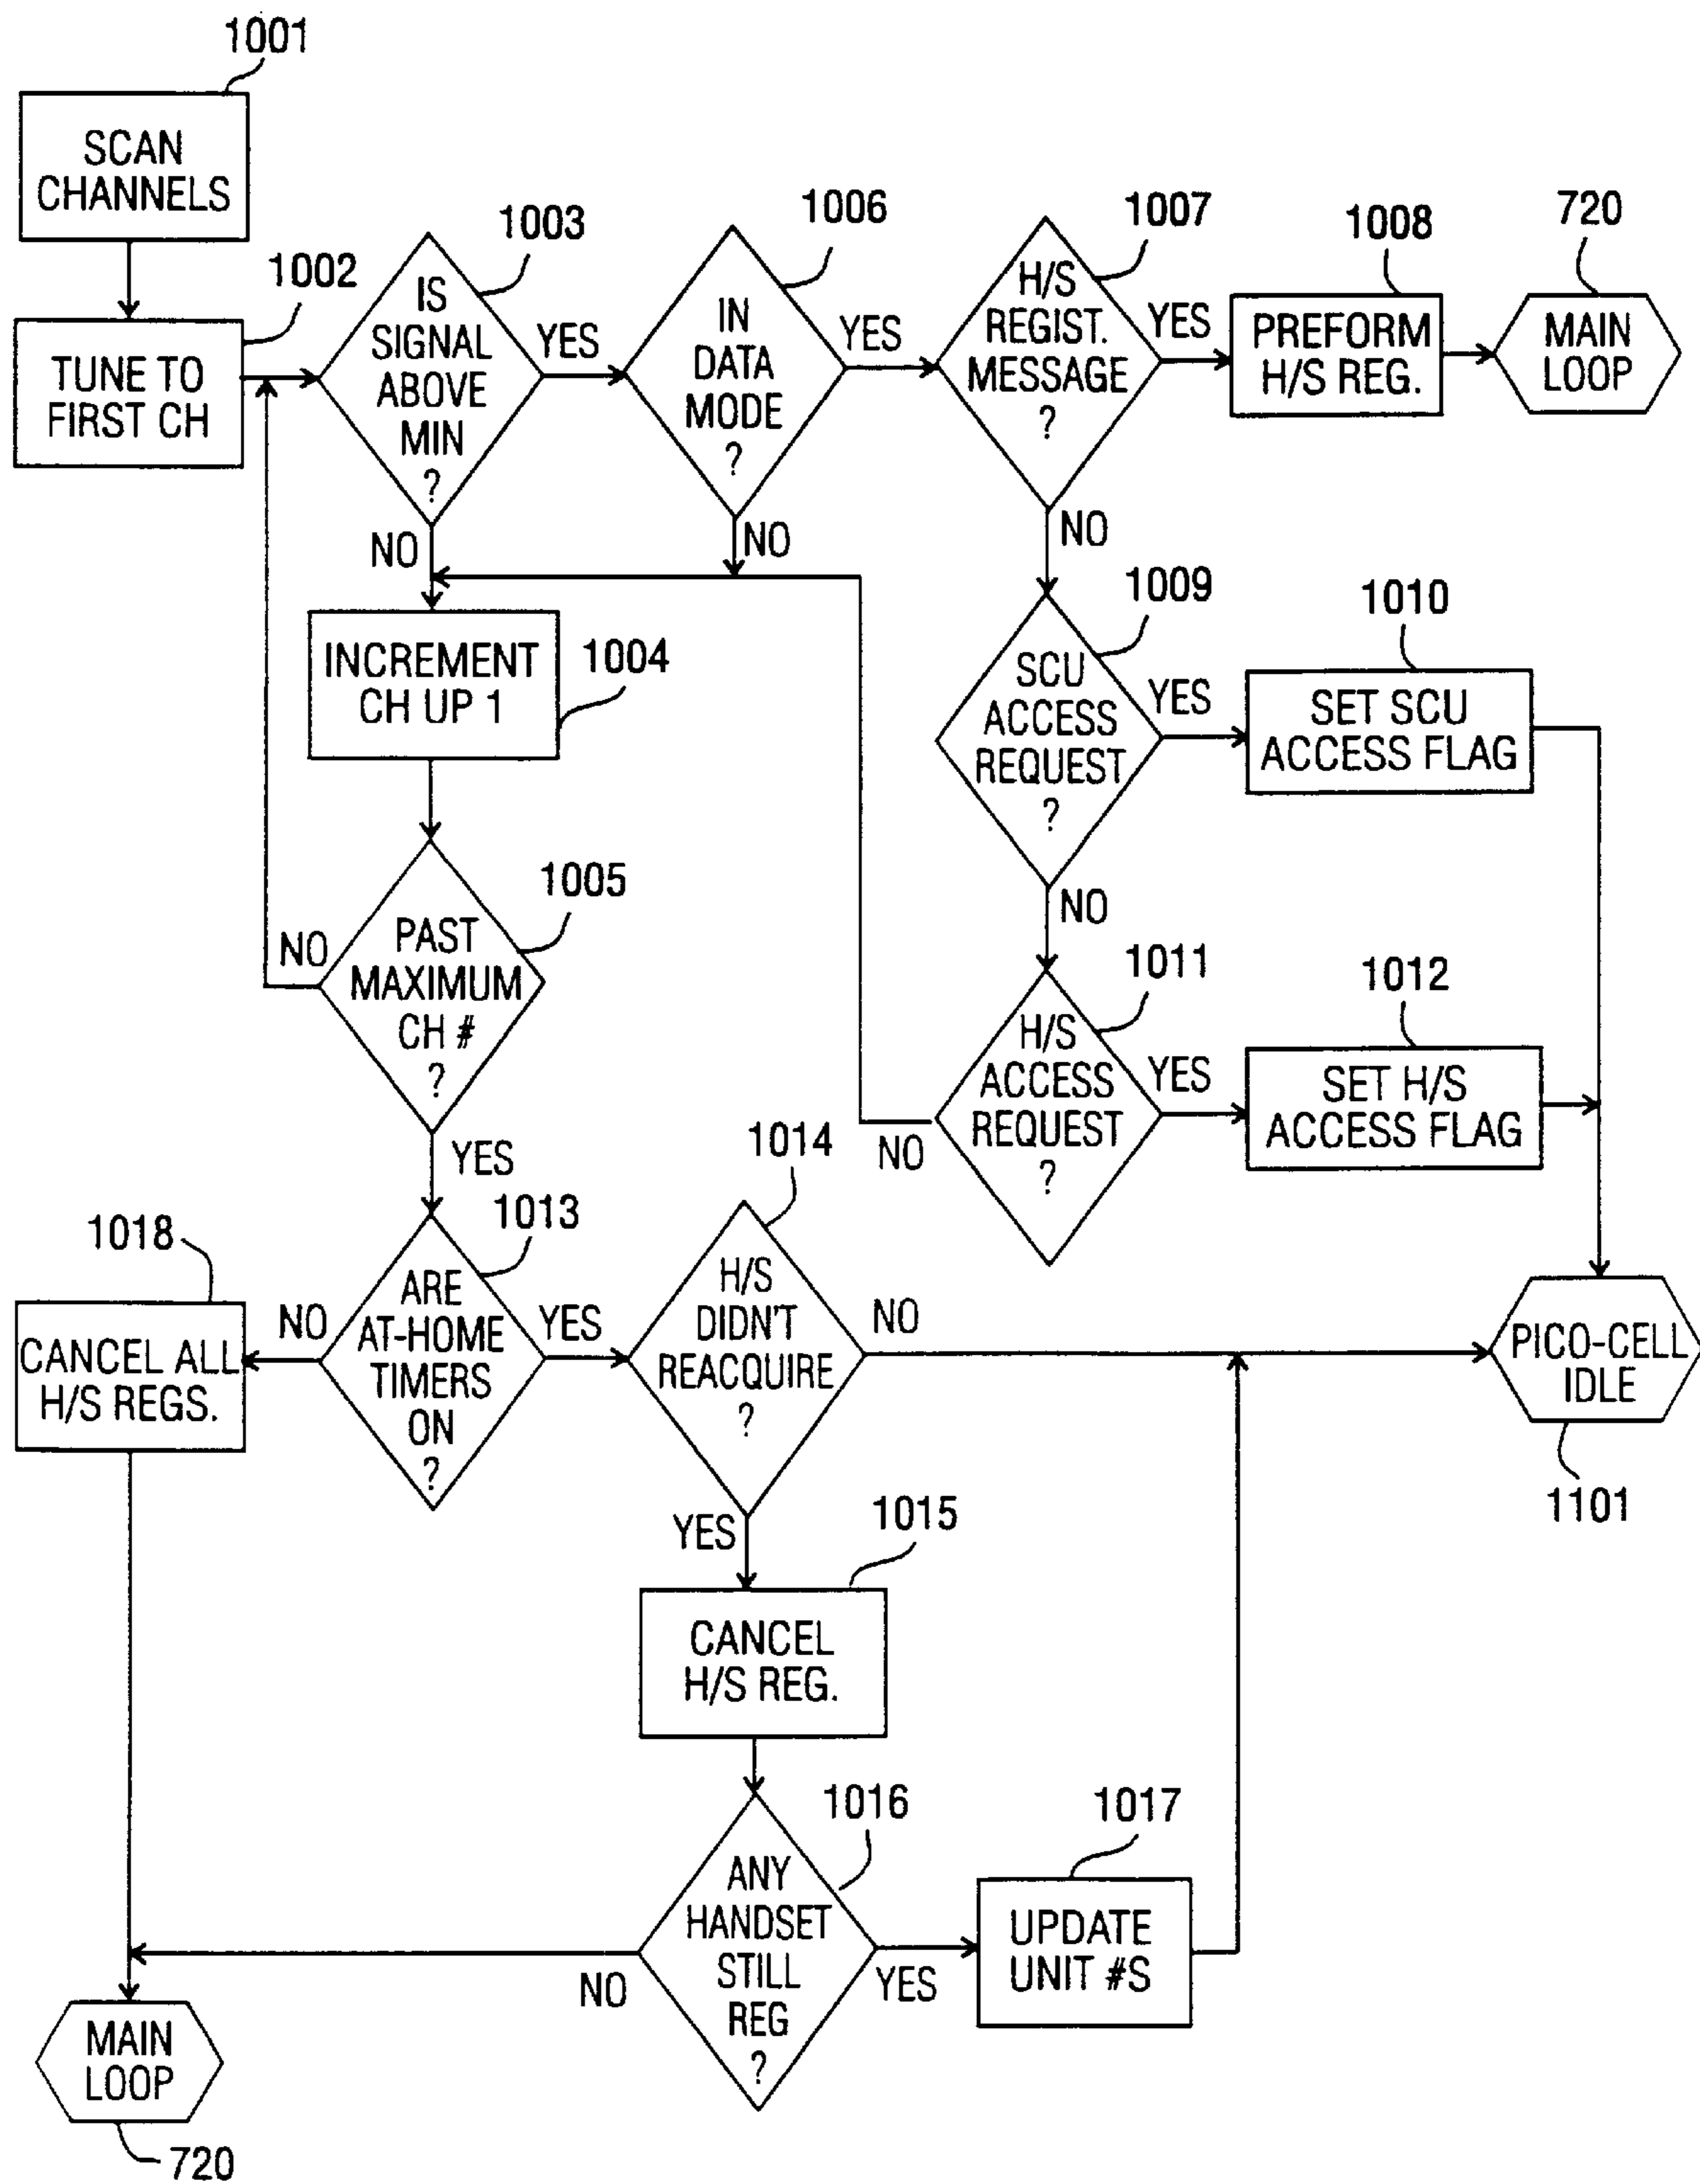 1001
SCAN
CHANNELS
1002
TUNE TO
FIRST CH
1003
IS
SIGNAL
ABOVE
MIN
?
YES
NO
1006
IN
DATA
MODE
?
YES
NO
1007
H/S
REGIST.
MESSAGE
?
YES
NO
1008
PREFORM
H/S REG.
720
MAIN
LOOP
INCREMENT
CH UP 1
1004
1009
SCU
ACCESS
REQUEST
?
YES
NO
1010
SET SCU
ACCESS FLAG
1005
PAST
MAXIMUM
CH #
?
NO
YES
1011
H/S
ACCESS
REQUEST
?
YES
NO
1012
SET H/S
ACCESS FLAG
1018
CANCEL ALL
H/S REGS.
1013
ARE
AT-HOME
TIMERS
ON
?
NO
YES
1014
H/S
DIDN'T
REACQUIRE
?
NO
YES
PICO-CELL
IDLE
1101
1015
CANCEL
H/S REG.
1016
ANY
HANDSET
STILL
REG
?
NO
YES
1017
UPDATE
UNIT #S
MAIN
LOOP
720